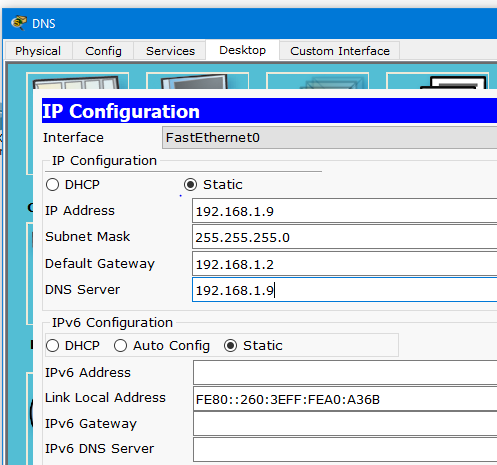 DNS
Physical Config Services Desktop Custom Interface
IP Configuration
Interface FastEthernet0
IP Configuration
DHCP Static
IP Address 192.168.1.9
Subnet Mask 255.255.255.0
Default Gateway 192.168.1.2
DNS Server 192.168.1.9
IPv6 Configuration
DHCP Auto Config Static
IPv6 Address
Link Local Address FE80::260:3EFF:FEA0:A36B
IPv6 Gateway
IPv6 DNS Server